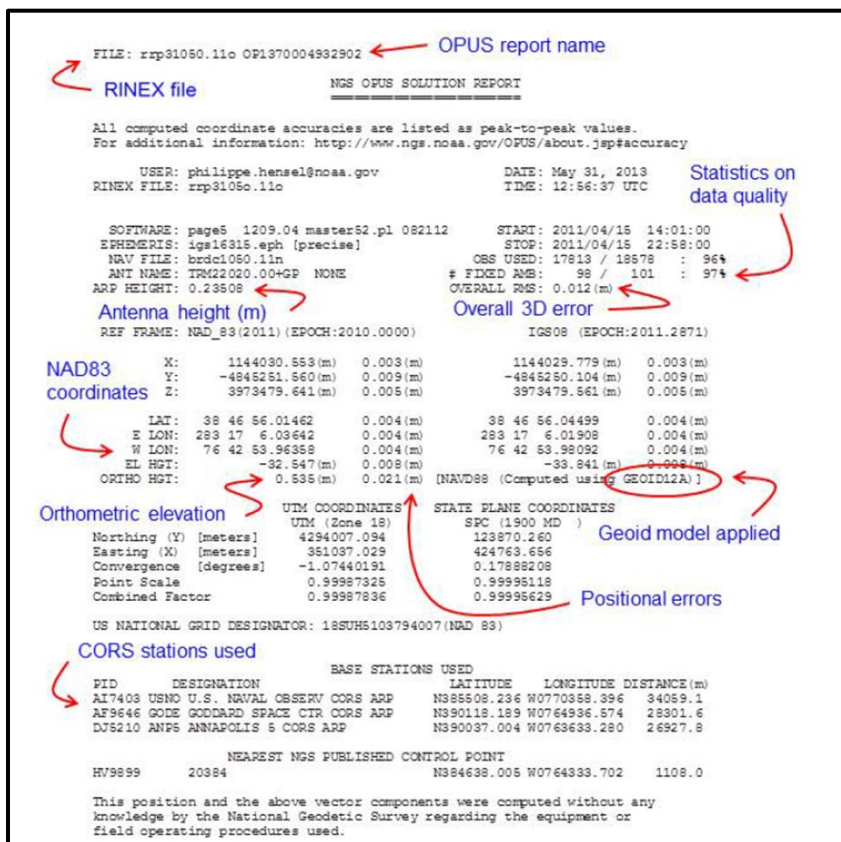 FILE: rrp31050.11o OP1370004932902
OPUS report name
RINEX file
NGS OPUS SOLUTION REPORT
========================
All computed coordinate accuracies are listed as peak-to-peak values.
For additional information: http://www.ngs.noaa.gov/OPUS/about.jsp#accuracy
USER: philippe.hensel@noaa.gov DATE: May 31, 2013
RINEX FILE: rrp3105o.11o TIME: 12:56:37 UTC
Statistics on
data quality
SOFTWARE: page5 1209.04 master52.pl 082112 START: 2011/04/15 14:01:00
EPHEMERIS: igs16315.eph [precise] STOP: 2011/04/15 22:58:00
NAV FILE: brdc1050.11n OBS USED: 17813 / 18578 : 96%
ANT NAME: TRM22020.00+GP NONE # FIXED AMB: 98 / 101 : 97%
ARP HEIGHT: 0.23508 OVERALL RMS: 0.012(m)
Antenna height (m)
Overall 3D error
REF FRAME: NAD_83(2011)(EPOCH:2010.0000) IGS08 (EPOCH:2011.2871)
NAD83
coordinates
X: 1144030.553(m) 0.003(m) 1144029.779(m) 0.003(m)
Y: -4845251.560(m) 0.009(m) -4845250.104(m) 0.009(m)
Z: 3973479.641(m) 0.005(m) 3973479.561(m) 0.005(m)
LAT: 38 46 56.01462 0.004(m) 38 46 56.04499 0.004(m)
E LON: 283 17 6.03642 0.004(m) 283 17 6.01908 0.004(m)
W LON: 76 42 53.96358 0.004(m) 76 42 53.98092 0.004(m)
EL HGT: -32.547(m) 0.008(m) -33.841(m) 0.008(m)
ORTHO HGT: 0.535(m) 0.021(m) [NAVD88 (Computed using GEOID12A)]
Orthometric elevation
Geoid model applied
UTM COORDINATES STATE PLANE COORDINATES
UTM (Zone 18) SPC (1900 MD )
Northing (Y) [meters] 4294007.094 123870.260
Easting (X) [meters] 351037.029 424763.656
Convergence [degrees] -1.07440191 0.17888208
Point Scale 0.99987325 0.99995118
Combined Factor 0.99987836 0.99995629
Positional errors
US NATIONAL GRID DESIGNATOR: 18SUH5103794007(NAD 83)
CORS stations used
BASE STATIONS USED
PID DESIGNATION LATITUDE LONGITUDE DISTANCE(m)
AI7403 USNO U.S. NAVAL OBSERV CORS ARP N385508.236 W0770358.396 34059.1
AF9646 GODE GODDARD SPACE CTR CORS ARP N390118.189 W0764936.574 28301.6
DJ5210 ANP5 ANNAPOLIS 5 CORS ARP N390037.004 W0763633.280 26927.8
NEAREST NGS PUBLISHED CONTROL POINT
HV9899 20384 N384638.005 W0764333.702 1108.0
This position and the above vector components were computed without any
knowledge by the National Geodetic Survey regarding the equipment or
field operating procedures used.